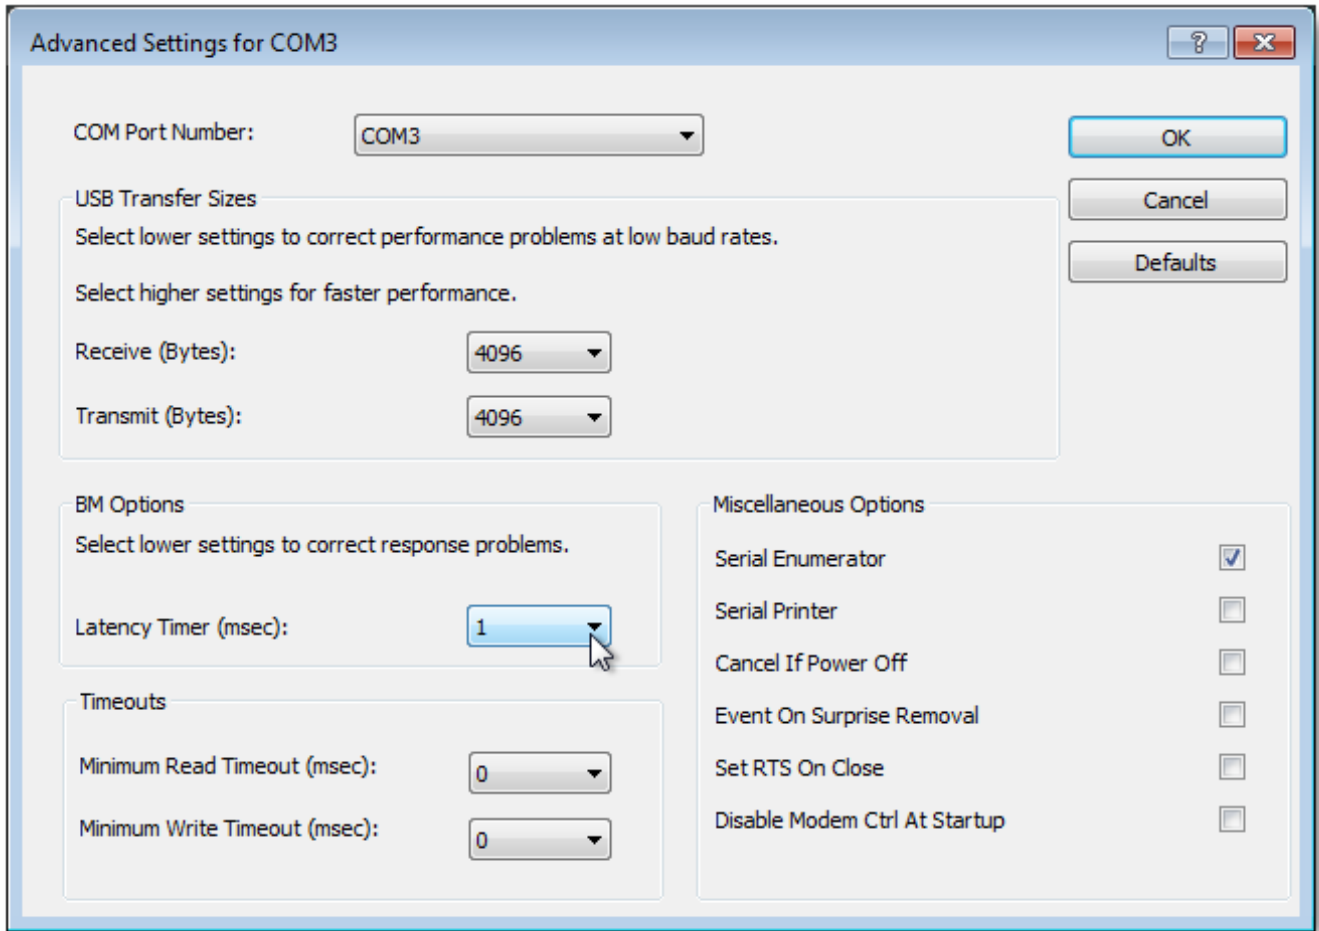 Advanced Settings for COM3
?
COM Port Number:
COM3
OK
USB Transfer Sizes
Cancel
Select lower settings to correct performance problems at low baud rates.
Defaults
Select higher settings for faster performance.
Receive (Bytes):
4096
Transmit (Bytes):
4096
BM Options
Select lower settings to correct response problems.
Latency Timer (msec):
1
Timeouts
Minimum Read Timeout (msec):
0
Minimum Write Timeout (msec):
0
Miscellaneous Options
Serial Enumerator
Serial Printer
Cancel If Power Off
Event On Surprise Removal
Set RTS On Close
Disable Modem Ctrl At Startup